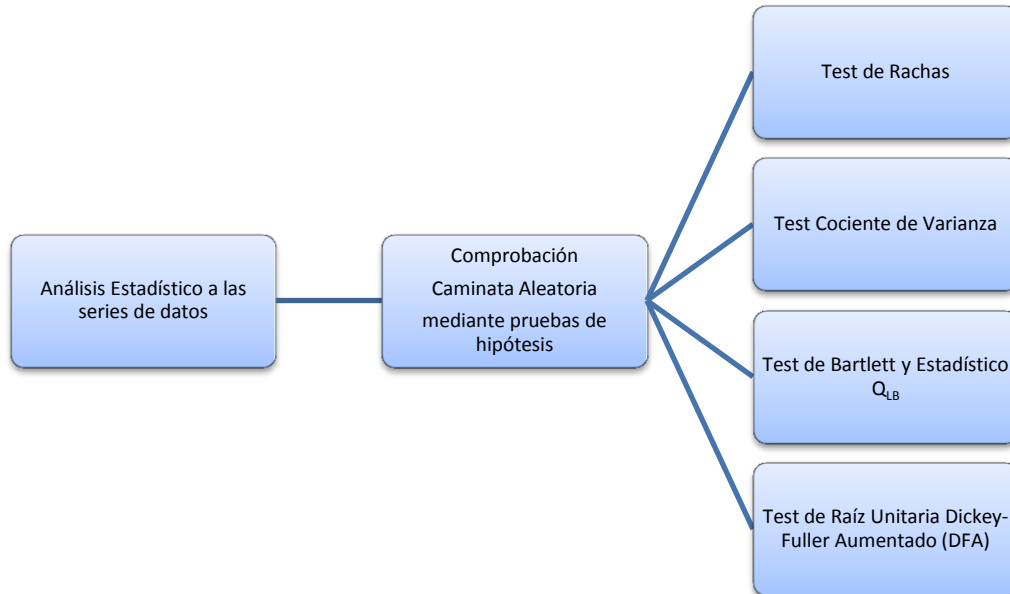 Análisis Estadístico a las
series de datos
Comprobación
Caminata Aleatoria
mediante pruebas de
hipótesis
Test de Rachas
Test Cociente de Varianza
Test de Bartlett y Estadístico
Q_LB
Test de Raíz Unitaria Dickey-
Fuller Aumentado (DFA)